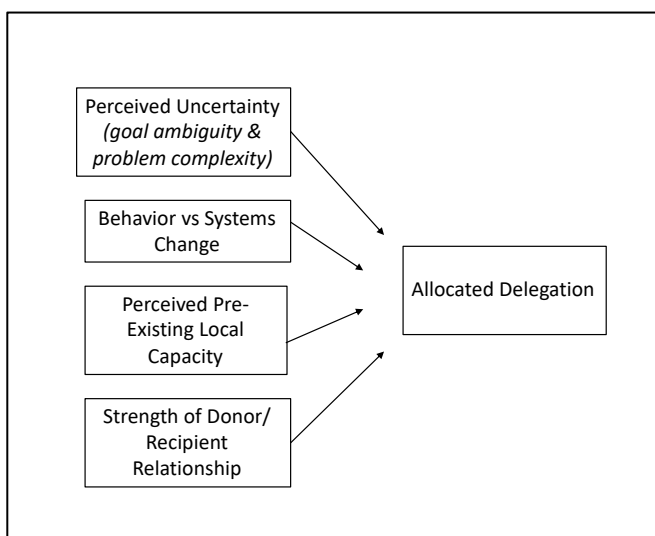 Perceived Uncertainty
(goal ambiguity &
problem complexity)
Behavior vs Systems
Change
Perceived Pre-
Existing Local
Capacity
Strength of Donor/
Recipient
Relationship
Allocated Delegation